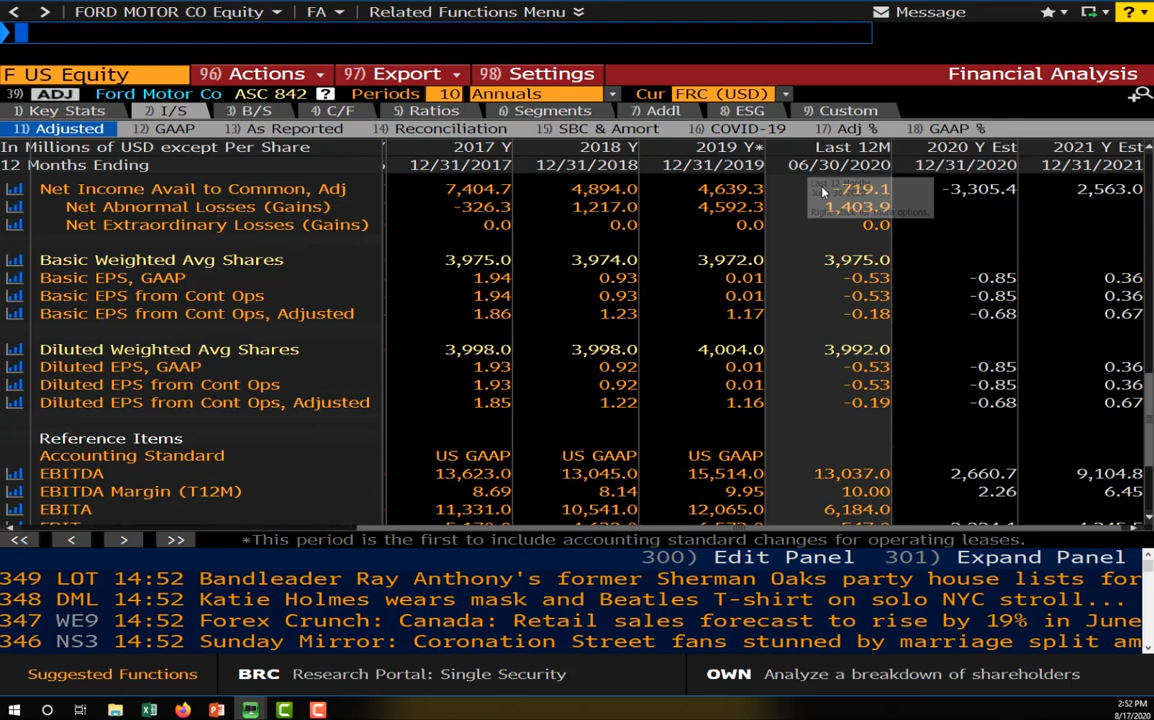 < > FORD MOTOR CO Equity FA Related Functions Menu Message ?
F US Equity 96) Actions 97) Export 98) Settings Financial Analysis
39) ADJ Ford Motor Co ASC 842 ? Periods 10 Annuals Cur FRC (USD)
1) Key Stats 2) I/S 3) B/S 4) C/F 5) Ratios 6) Segments 7) Addl 8) ESG 9) Custom
11) Adjusted 12) GAAP 13) As Reported 14) Reconciliation 15) SBC & Amort 16) COVID-19 17) Adj % 18) GAAP %
In Millions of USD except Per Share 2017 Y 2018 Y 2019 Y* Last 12M 2020 Y Est 2021 Y Est
12 Months Ending 12/31/2017 12/31/2018 12/31/2019 06/30/2020 12/31/2020 12/31/2021
Net Income Avail to Common, Adj 7,404.7 4,894.0 4,639.3 -719.1 -3,305.4 2,563.0
Net Abnormal Losses (Gains) -326.3 1,217.0 4,592.3 1,403.9
Right click for more options.
Net Extraordinary Losses (Gains) 0.0 0.0 0.0 0.0
Basic Weighted Avg Shares 3,975.0 3,974.0 3,972.0 3,975.0
Basic EPS, GAAP 1.94 0.93 0.01 -0.53 -0.85 0.36
Basic EPS from Cont Ops 1.94 0.93 0.01 -0.53 -0.85 0.36
Basic EPS from Cont Ops, Adjusted 1.86 1.23 1.17 -0.18 -0.68 0.67
Diluted Weighted Avg Shares 3,998.0 3,998.0 4,004.0 3,992.0
Diluted EPS, GAAP 1.93 0.92 0.01 -0.53 -0.85 0.36
Diluted EPS from Cont Ops 1.93 0.92 0.01 -0.53 -0.85 0.36
Diluted EPS from Cont Ops, Adjusted 1.85 1.22 1.16 -0.19 -0.68 0.67
Reference Items
Accounting Standard US GAAP US GAAP US GAAP
EBITDA 13,623.0 13,045.0 15,514.0 13,037.0 2,660.7 9,104.8
EBITDA Margin (T12M) 8.69 8.14 9.95 10.00 2.26 6.45
EBITA 11,331.0 10,541.0 12,065.0 6,184.0
<< < > >> *This period is the first to include accounting standard changes for operating leases.
300) Edit Panel 301) Expand Panel
349 LOT 14:52 Bandleader Ray Anthony's former Sherman Oaks party house lists for
348 DML 14:52 Katie Holmes wears mask and Beatles T-shirt on solo NYC stroll...
347 WE9 14:52 Forex Crunch: Canada: Retail sales forecast to rise by 19% in June
346 NS3 14:52 Sunday Mirror: Coronation Street fans stunned by marriage split am
Suggested Functions BRC Research Portal: Single Security OWN Analyze a breakdown of shareholders
2:52 PM
8/17/2020